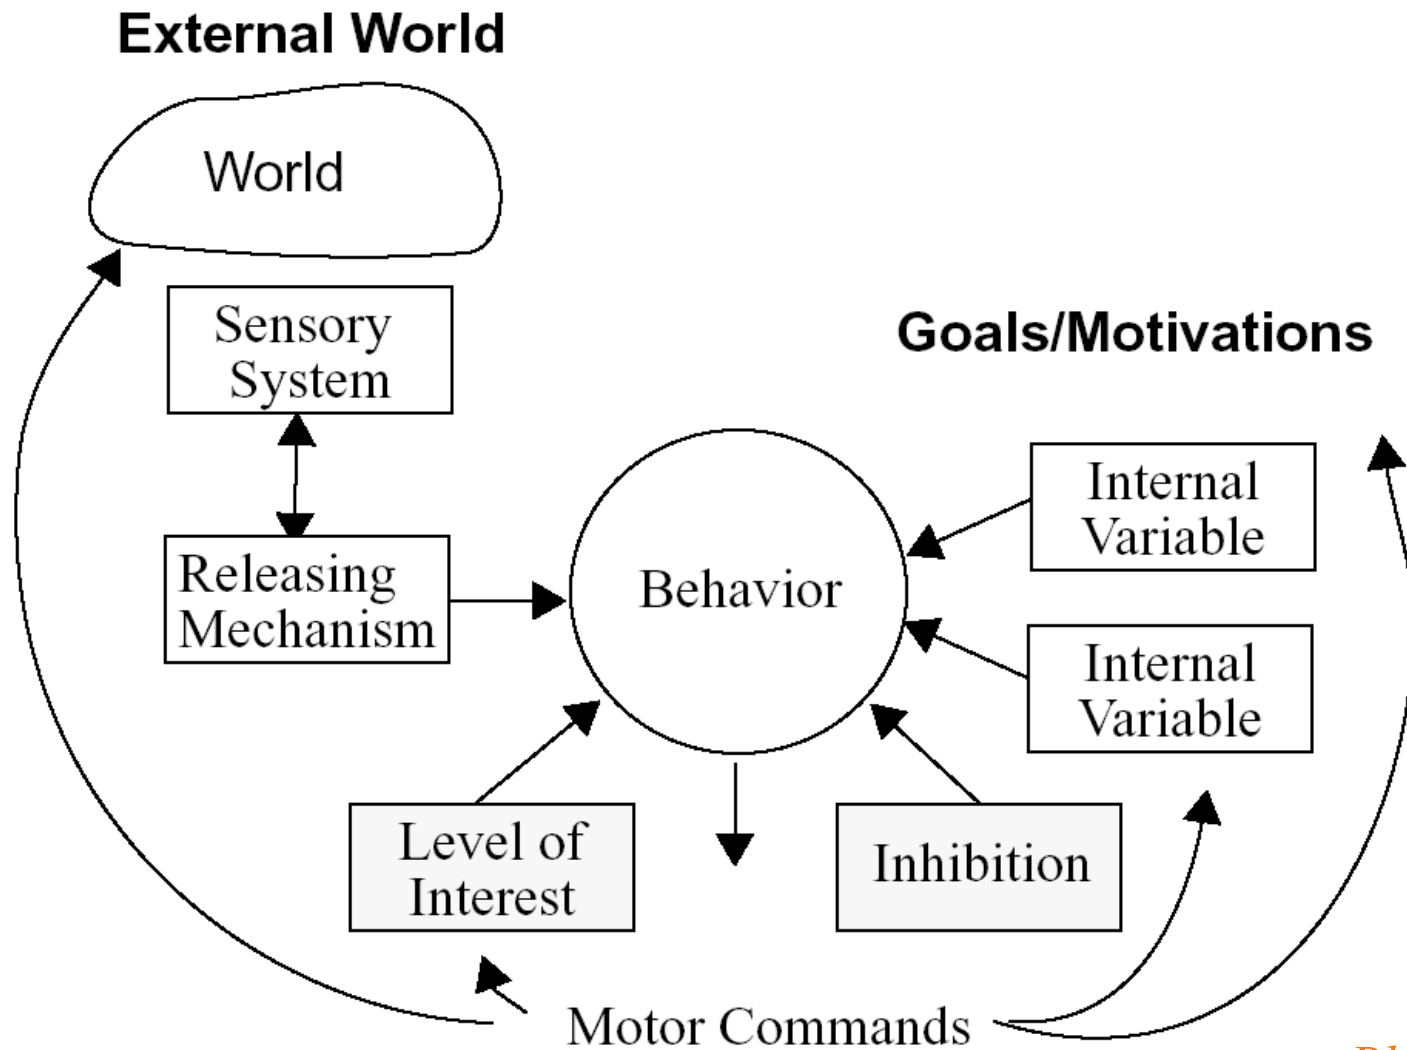 External World
World
Sensory
System
Goals/Motivations
Internal
Variable
Releasing
Mechanism
Behavior
Internal
Variable
Level of
Interest
Inhibition
Motor Commands